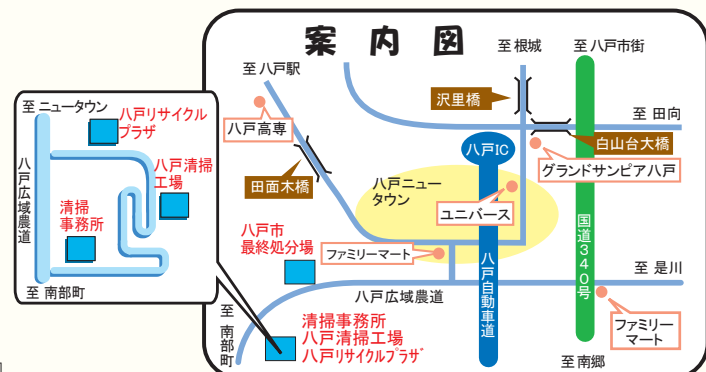 案内図
至 根城
至 八戸市街
至 八戸駅
沢里橋
至 田向
至 ニュータウン
八戸リサイクル
プラザ
八戸高専
八戸IC
白山台大橋
グランドサンピア八戸
八戸清掃
工場
田面木橋
八戸ニュー
タウン
ユニバース
八戸広域農道
清掃
事務所
八戸市
最終処分場
ファミリーマート
国道340号
八戸自動車道
至 是川
至 南部町
八戸広域農道
至 南部町
清掃事務所
八戸清掃工場
八戸リサイクルプラザ
ファミリー
マート
至 南郷